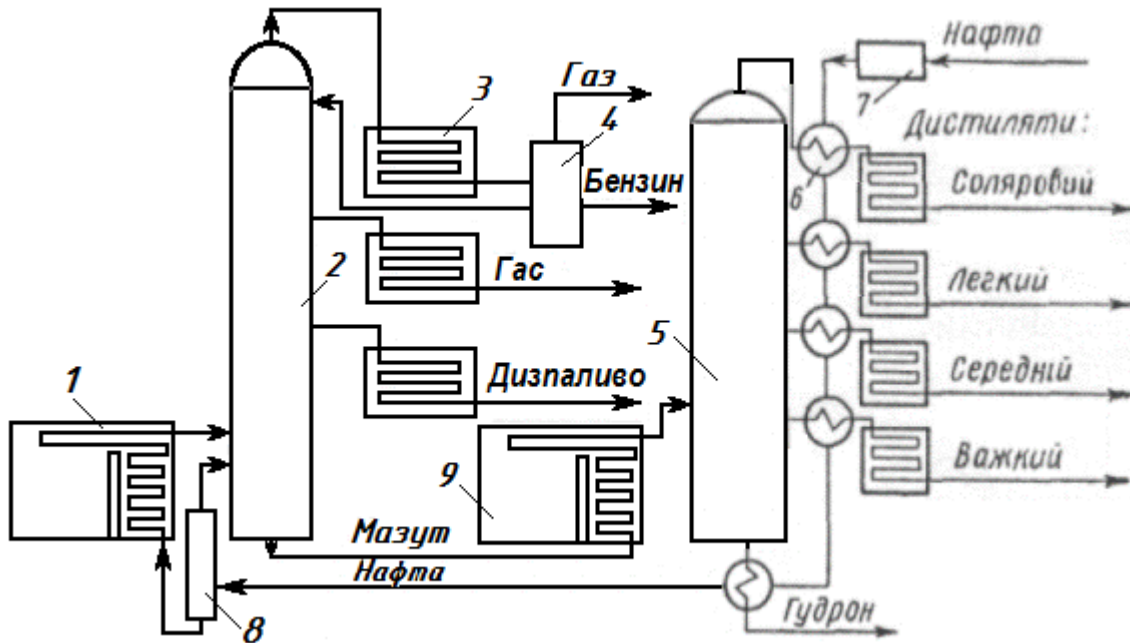 Газ
3
4
Бензин
2
Гас
Дизпаливо
1
Мазут
Нафта
8
9
5
Нафта
7
Дистиляти:
6
Соляровий
Легкий
Середній
Важкий
Гудрон